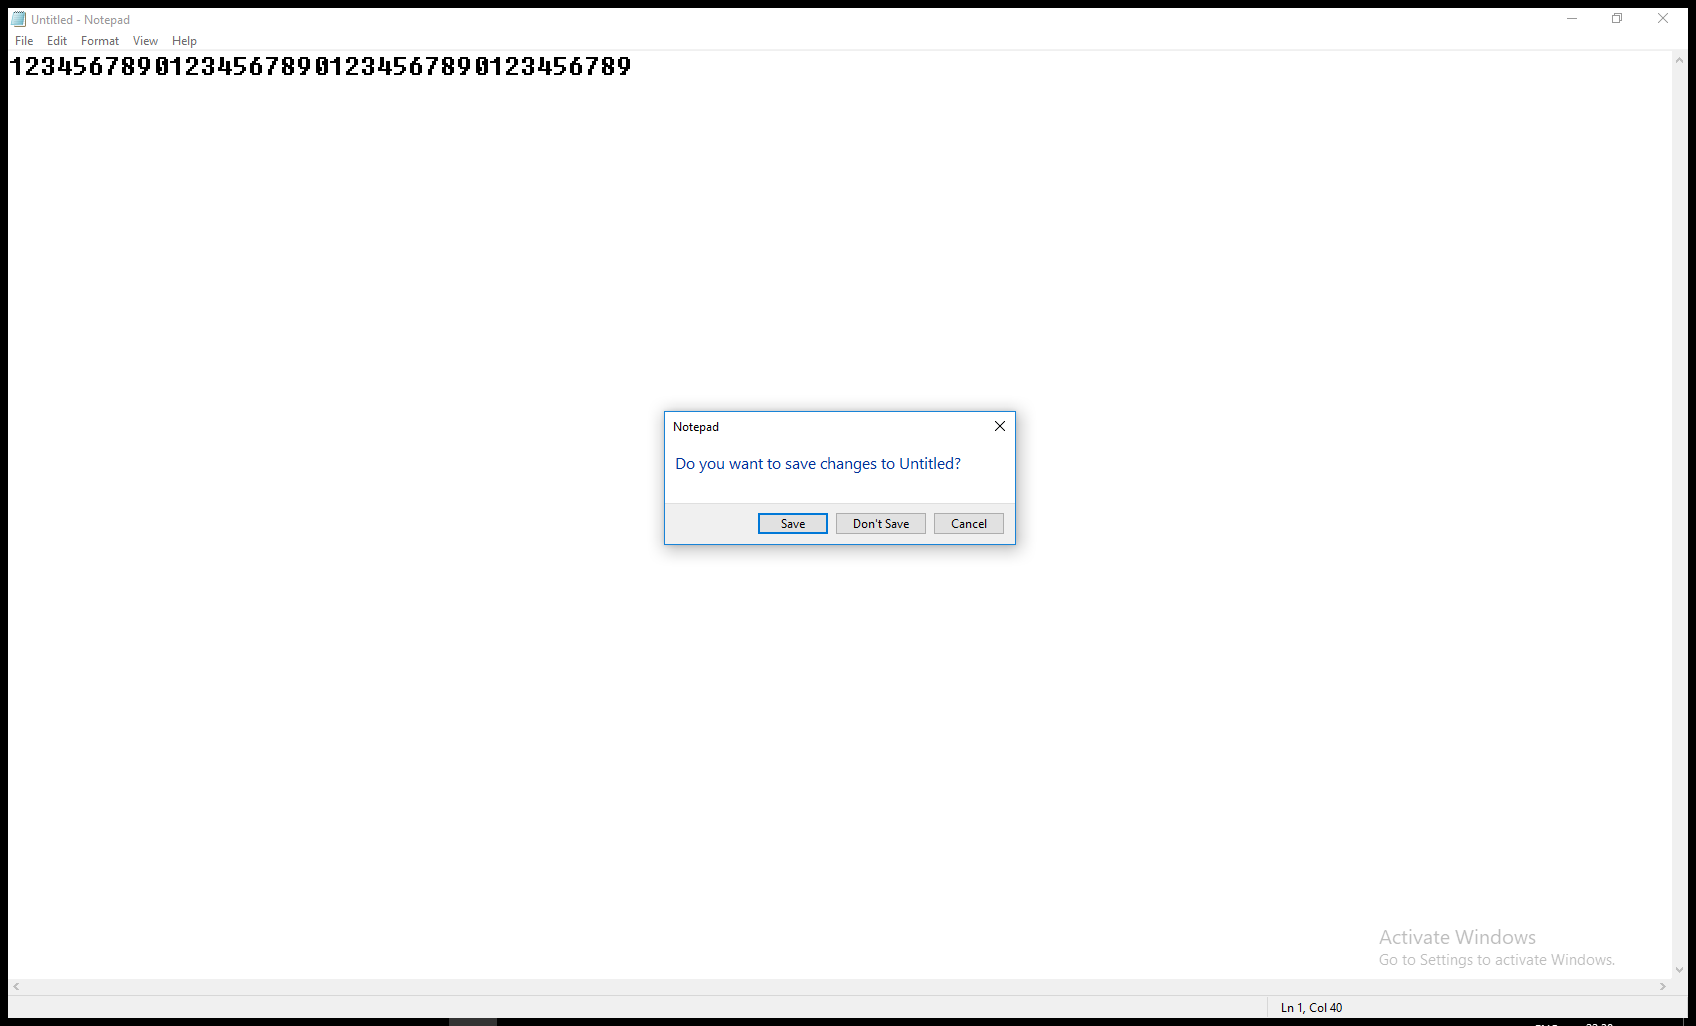 Untitled - Notepad
File Edit Format View Help
123456789012345678901234567890123456789
Notepad
Do you want to save changes to Untitled?
Save Don't Save Cancel
Activate Windows
Go to Settings to activate Windows.
Ln 1, Col 40